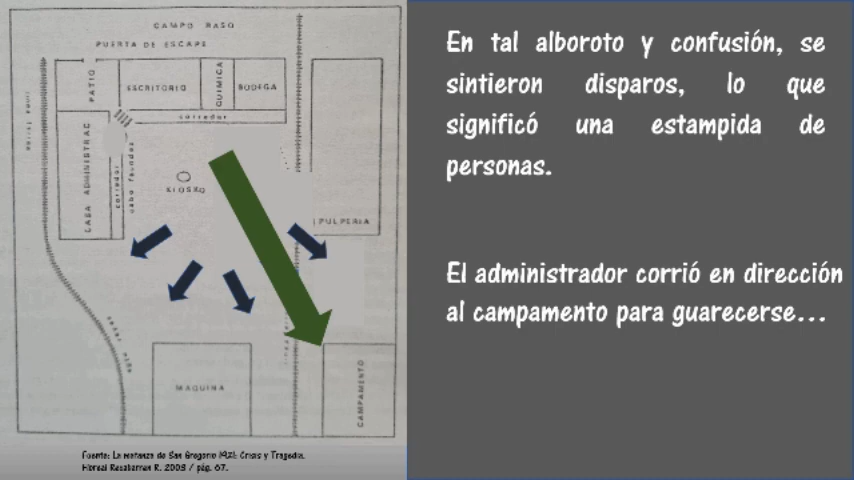 CAMPO RASO
PUERTA DE ESCAPE
PATIO
ESCRITORIO
QUIMICA
BODEGA
corredor
CASA ADMINISTRAC
corredor
KIOSKO
PULPERIA
MAQUINA
CAMPAMENTO
Fuente: La matanza de San Gregorio 1921: Crisis y Tragedia.
Floreal Recabarren R. 2003 / pág. 67.
En tal alboroto y confusión, se
sintieron disparos, lo que
significó una estampida de
personas.
El administrador corrió en dirección
al campamento para guarecerse...